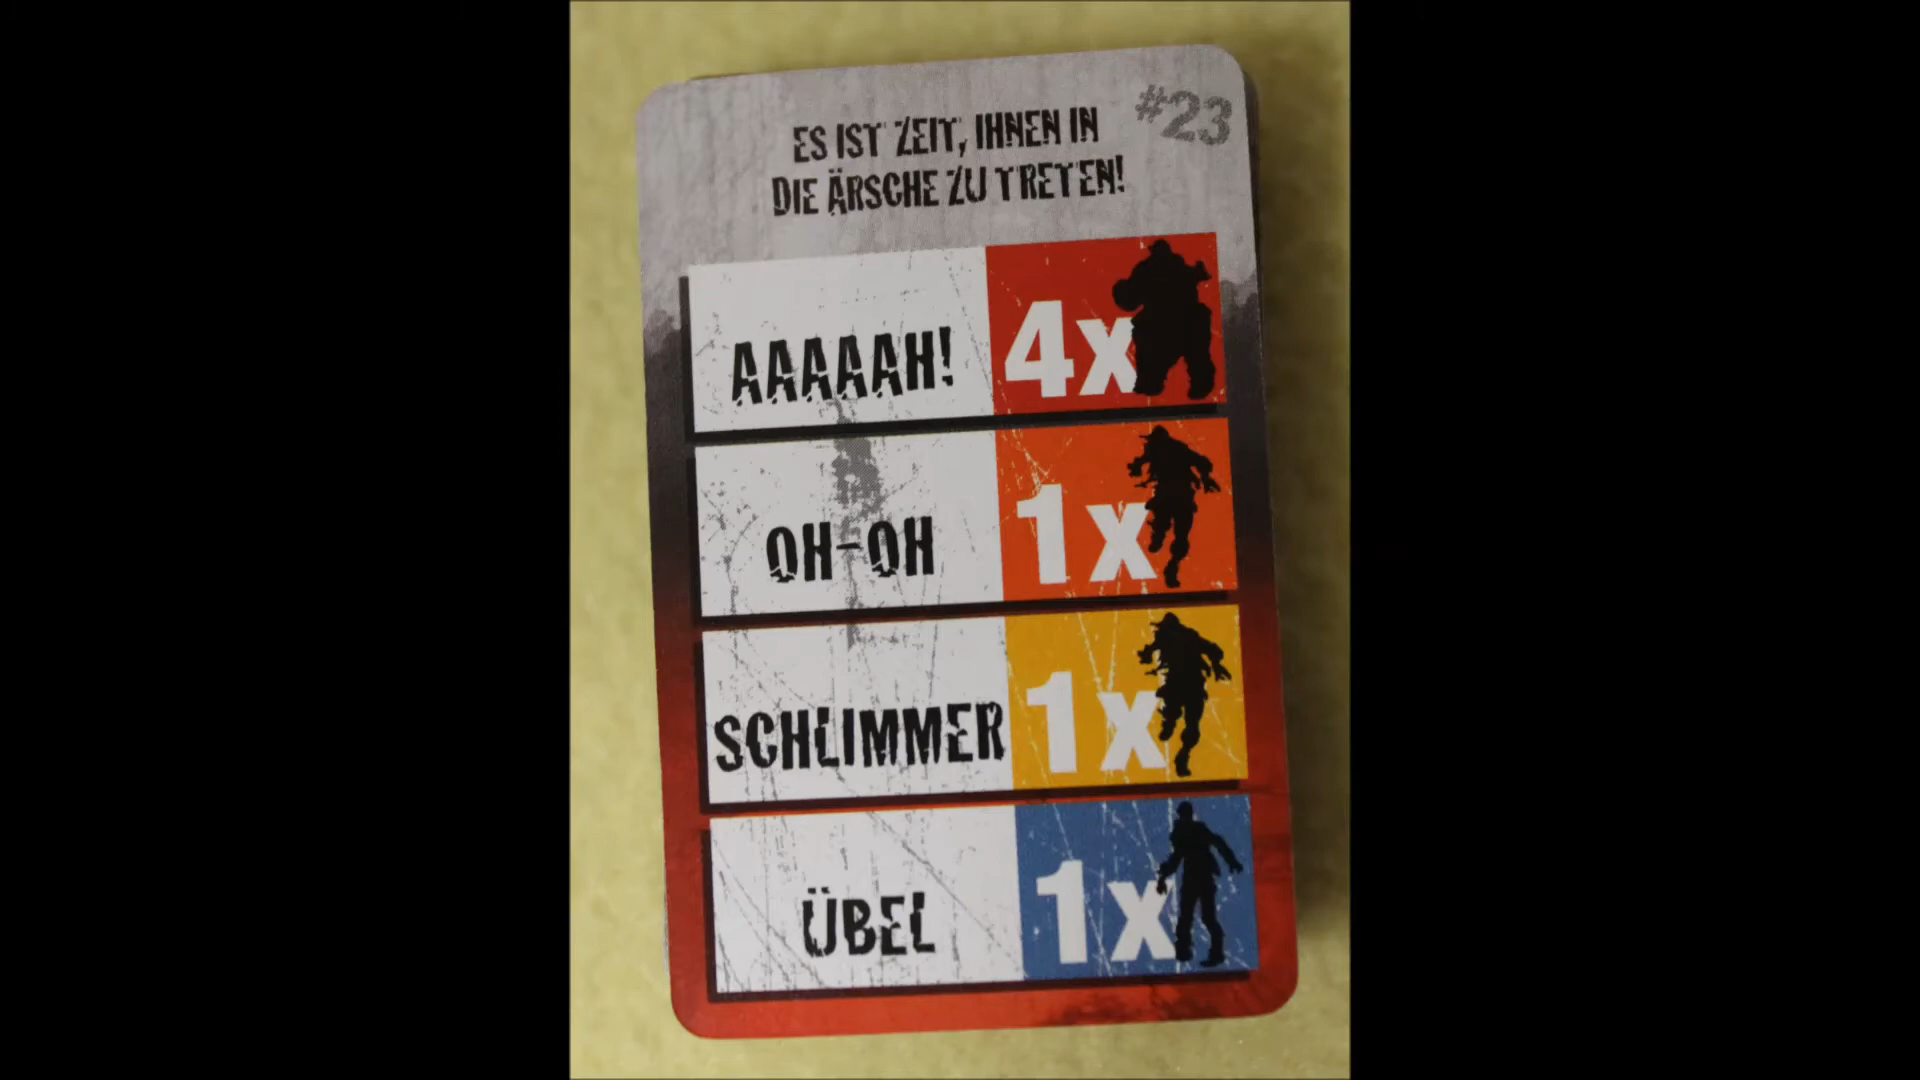 #23
ES IST ZEIT, IHNEN IN
DIE ÄRSCHE ZU TRETEN!
AAAAAH!
4x
OH-OH
1x
SCHLIMMER
1x
ÜBEL
1x